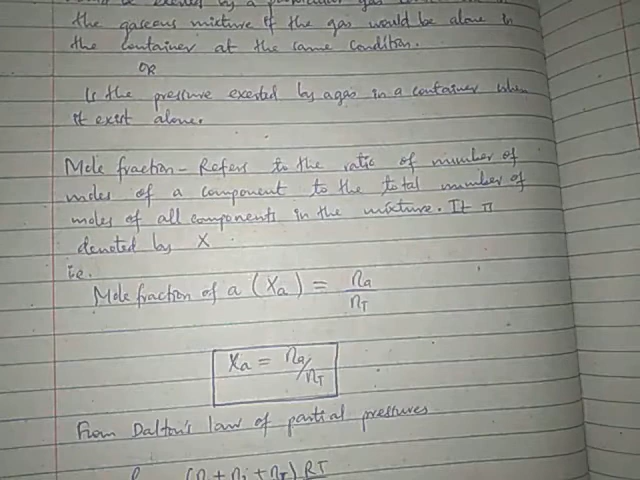 the gaseous mixture if the gas would be alone in
the container at the same condition.
OR
Is the pressure exerted by a gas in a container when
it exist alone.
Mole fraction - Refers to the ratio of number of
moles of a component to the total number of
moles of all components in the mixture. It is
denoted by X
i.e.
Mole fraction of a (Xa) = na/nT
Xa = na/nT
From Dalton's law of partial pressures
RT